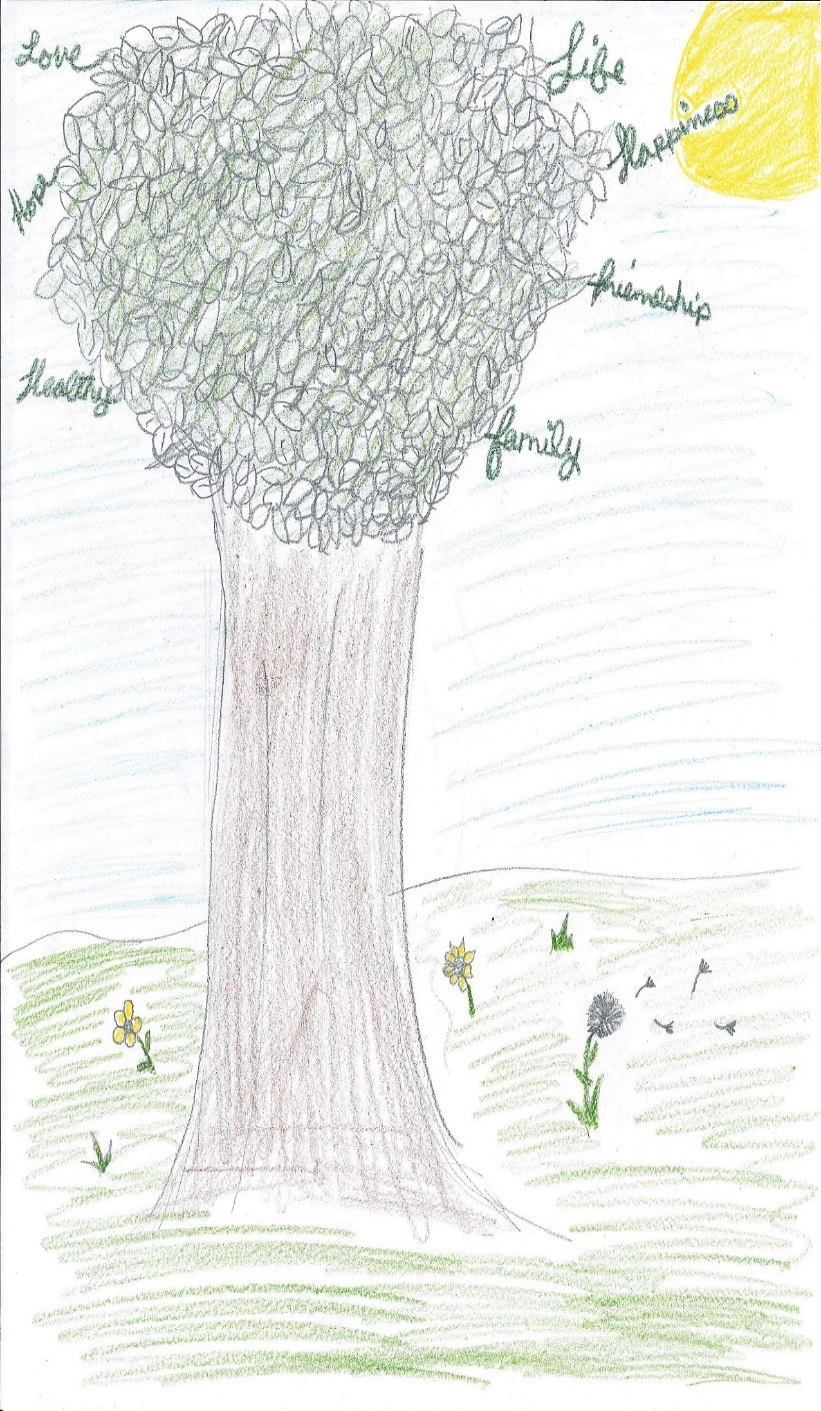 Love
Life
Happiness
Hope
friendship
Healthy
family